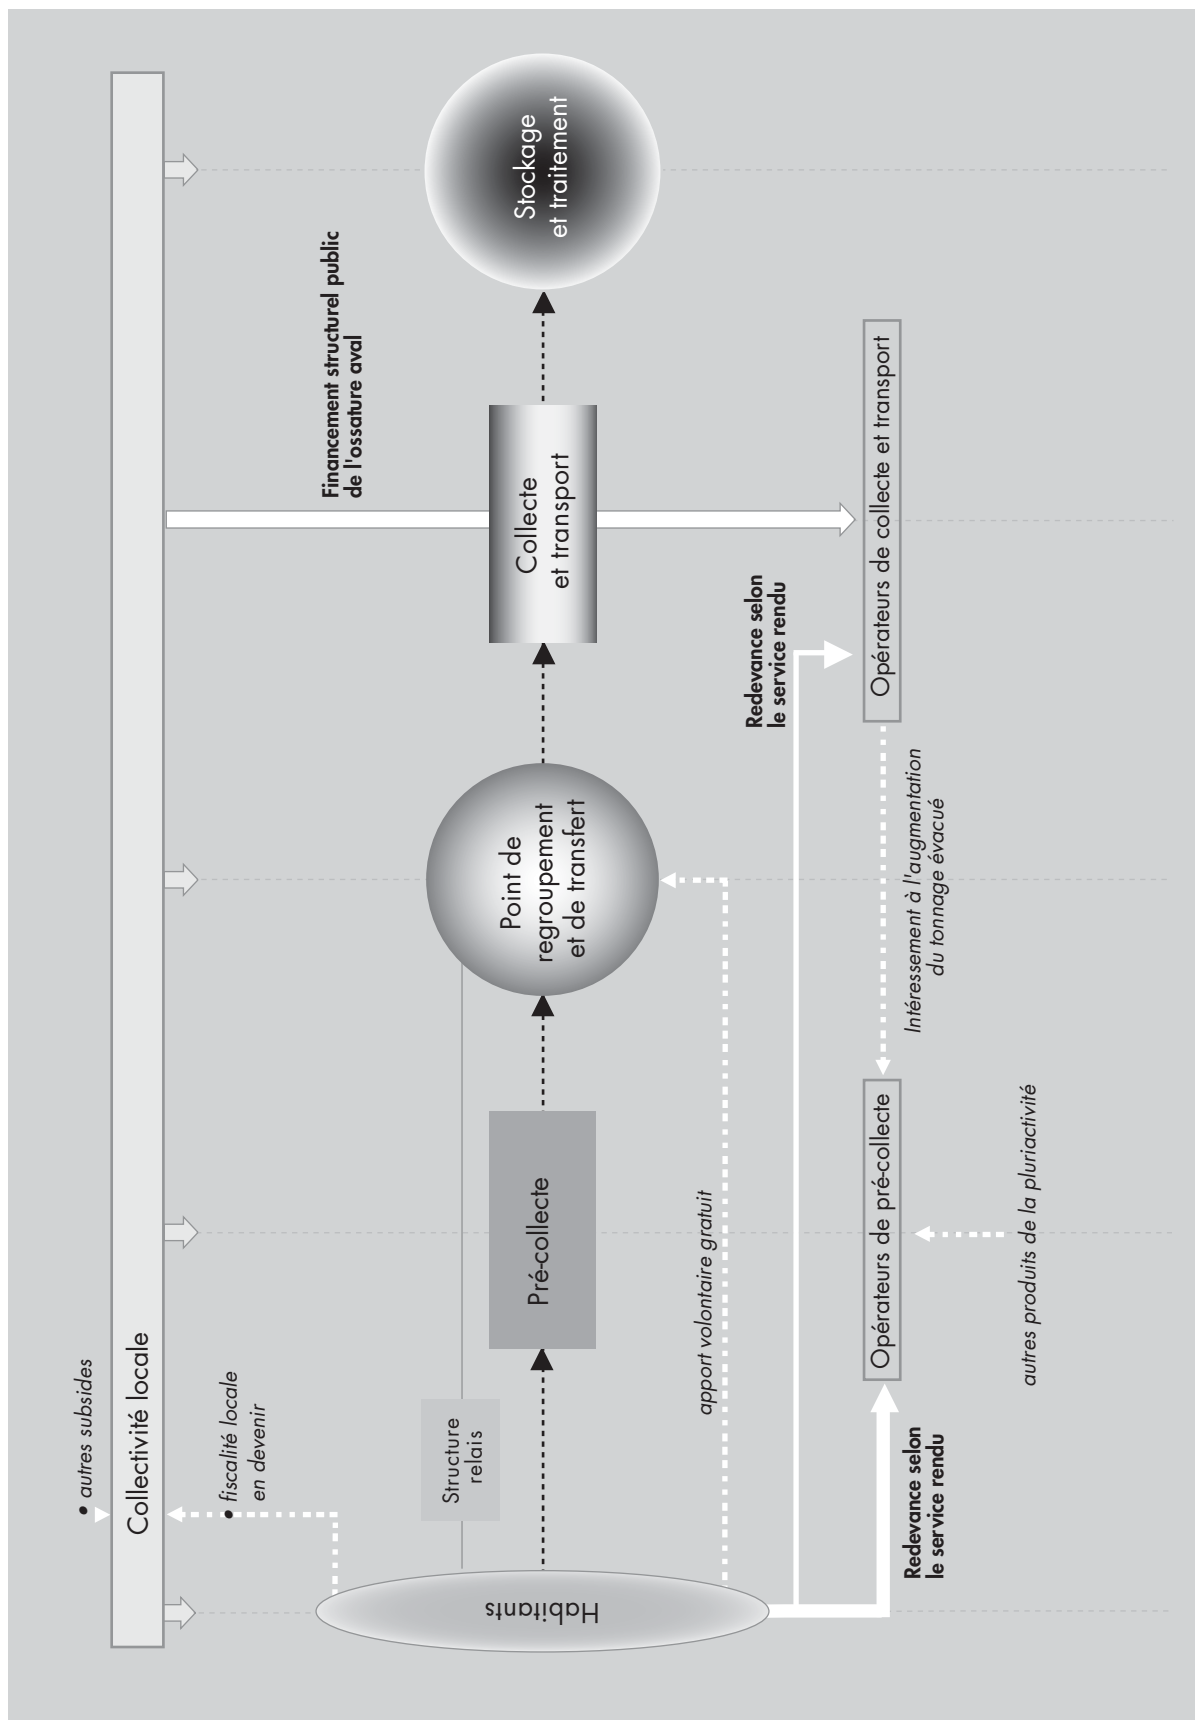 • autres subsides
Collectivité locale
• fiscalité locale
en devenir
Financement structurel public
de l'ossature aval
Structure
relais
Habitants
Pré-collecte
Point de
regroupement
et de transfert
Collecte
et transport
Stockage
et traitement
apport volontaire gratuit
Redevance selon
le service rendu
Opérateurs de pré-collecte
Opérateurs de collecte et transport
Redevance selon
le service rendu
Intéressement à l'augmentation
du tonnage évacué
autres produits de la pluriactivité